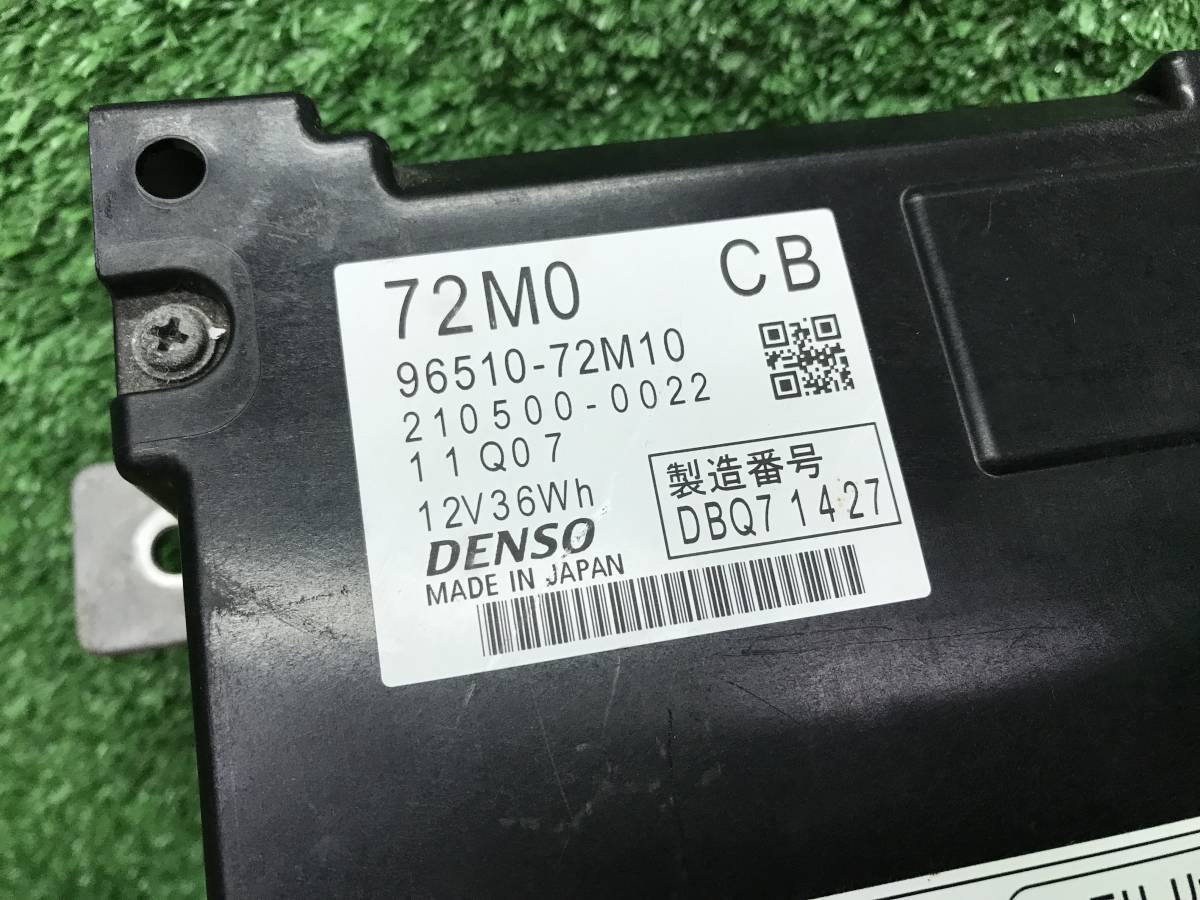 72M0 CB
96510-72M10
210500-0022
11Q07
12V36Wh
製造番号
DBQ71427
DENSO
MADE IN JAPAN